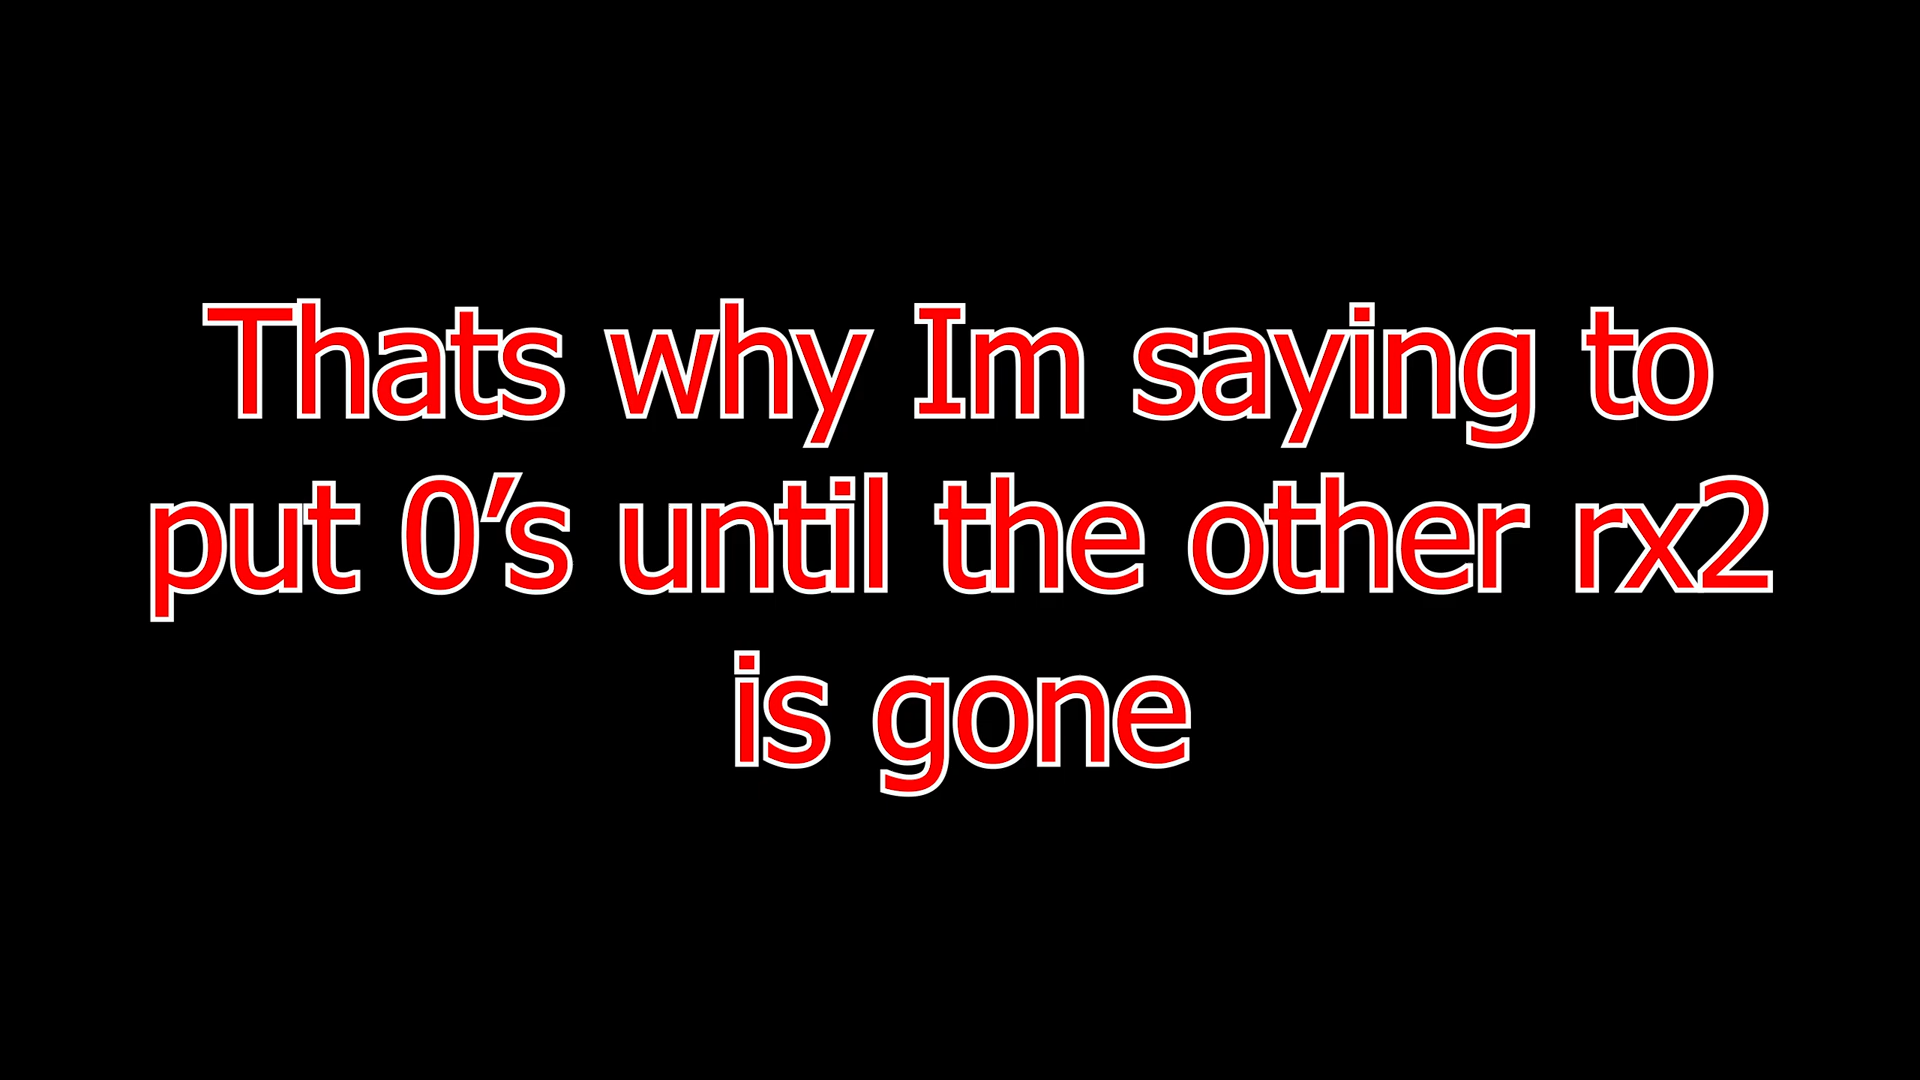 Thats why Im saying to
put 0’s until the other rx2
is gone